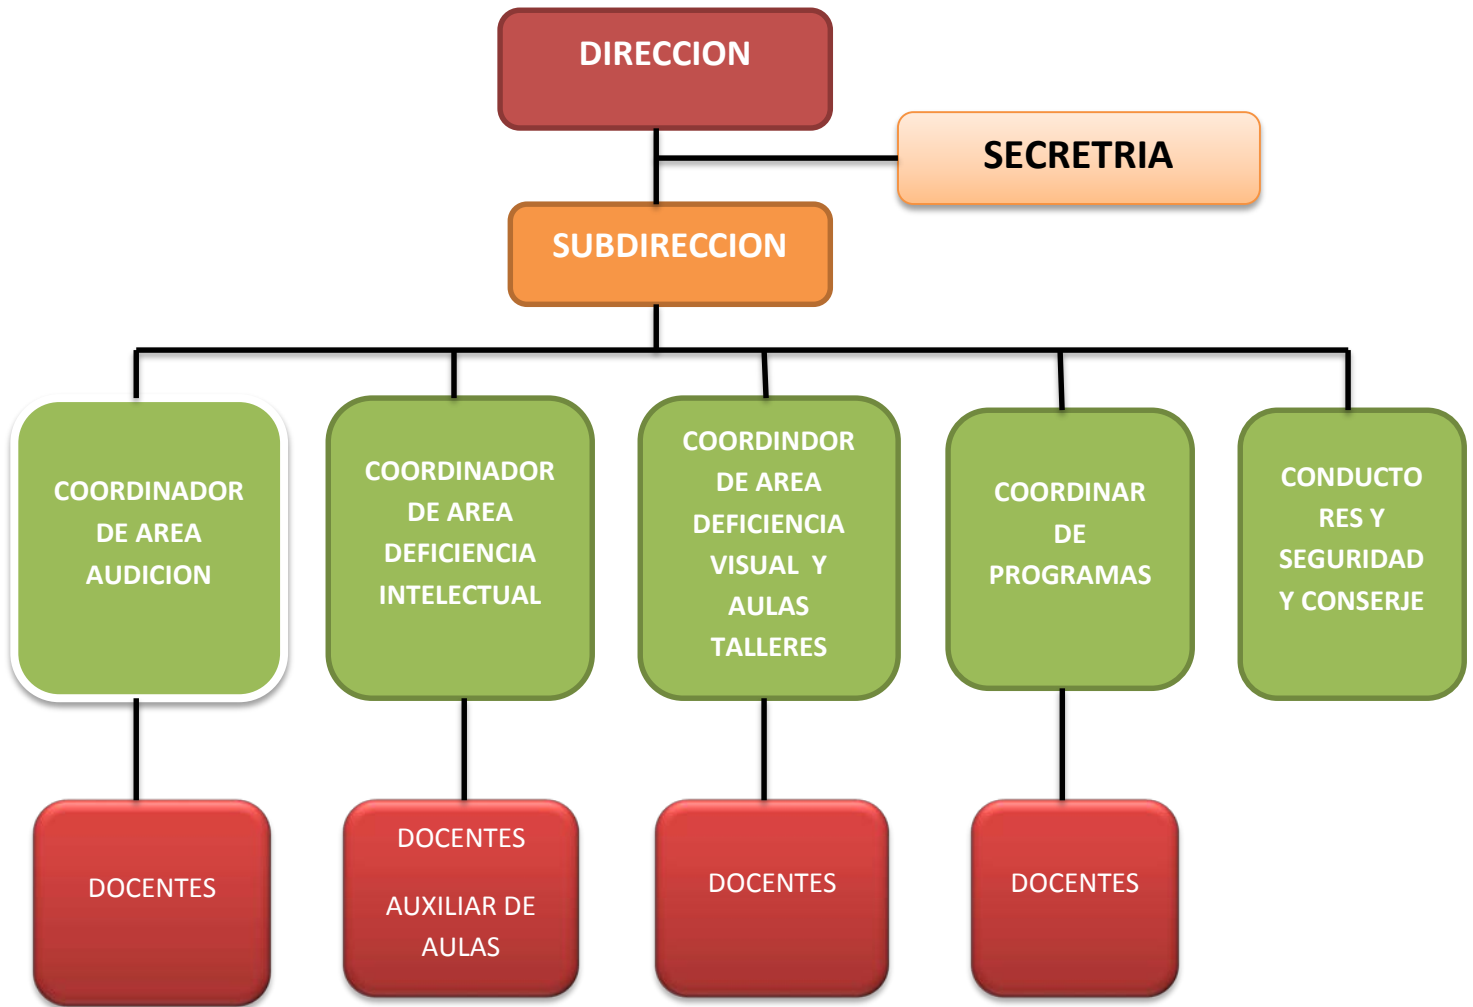 DIRECCION
SECRETRIA
SUBDIRECCION
COORDINADOR
DE AREA
AUDICION
COORDINADOR
DE AREA
DEFICIENCIA
INTELECTUAL
COORDINDOR
DE AREA
DEFICIENCIA
VISUAL Y
AULAS
TALLERES
COORDINAR
DE
PROGRAMAS
CONDUCTO
RES Y
SEGURIDAD
Y CONSERJE
DOCENTES
DOCENTES
AUXILIAR DE
AULAS
DOCENTES
DOCENTES